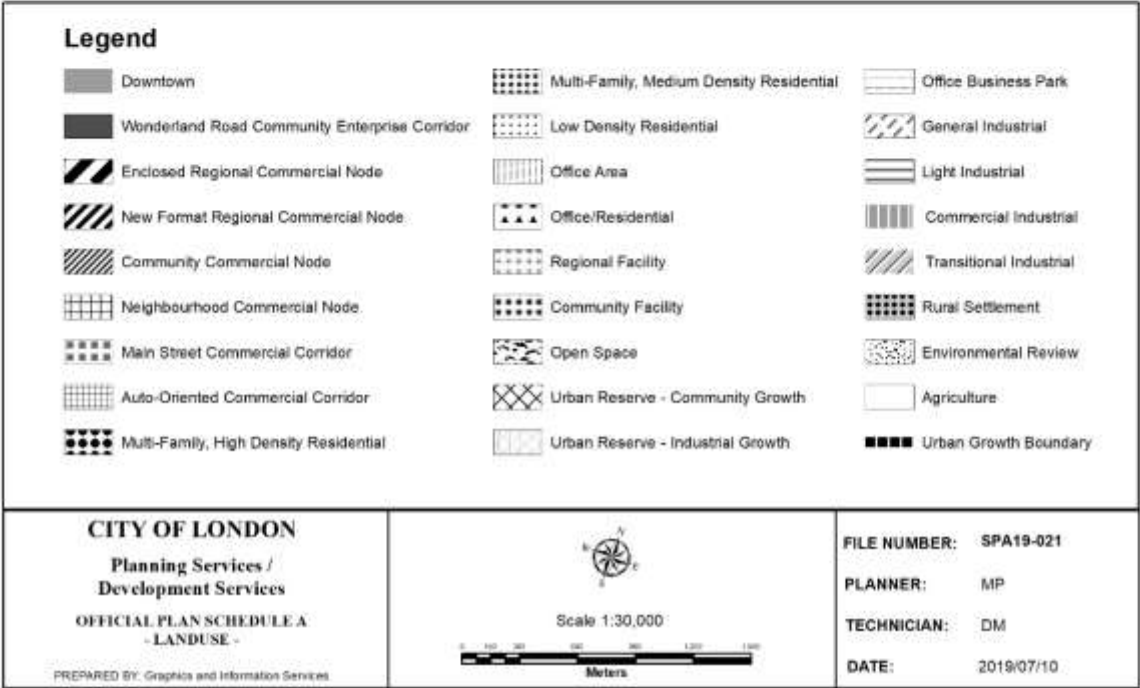 Legend
Downtown
Wonderland Road Community Enterprise Corridor
Enclosed Regional Commercial Node
New Format Regional Commercial Node
Community Commercial Node
Neighbourhood Commercial Node
Main Street Commercial Corridor
Auto-Oriented Commercial Corridor
Multi-Family, High Density Residential
Multi-Family, Medium Density Residential
Low Density Residential
Office Area
Office/Residential
Regional Facility
Community Facility
Open Space
Urban Reserve - Community Growth
Urban Reserve - Industrial Growth
Office Business Park
General Industrial
Light Industrial
Commercial Industrial
Transitional Industrial
Rural Settlement
Environmental Review
Agriculture
Urban Growth Boundary
CITY OF LONDON
Planning Services /
Development Services
OFFICIAL PLAN SCHEDULE A
- LANDUSE -
PREPARED BY: Graphics and Information Services
N
Scale 1:30,000
Meters
FILE NUMBER: SPA19-021
PLANNER: MP
TECHNICIAN: DM
DATE: 2019/07/10